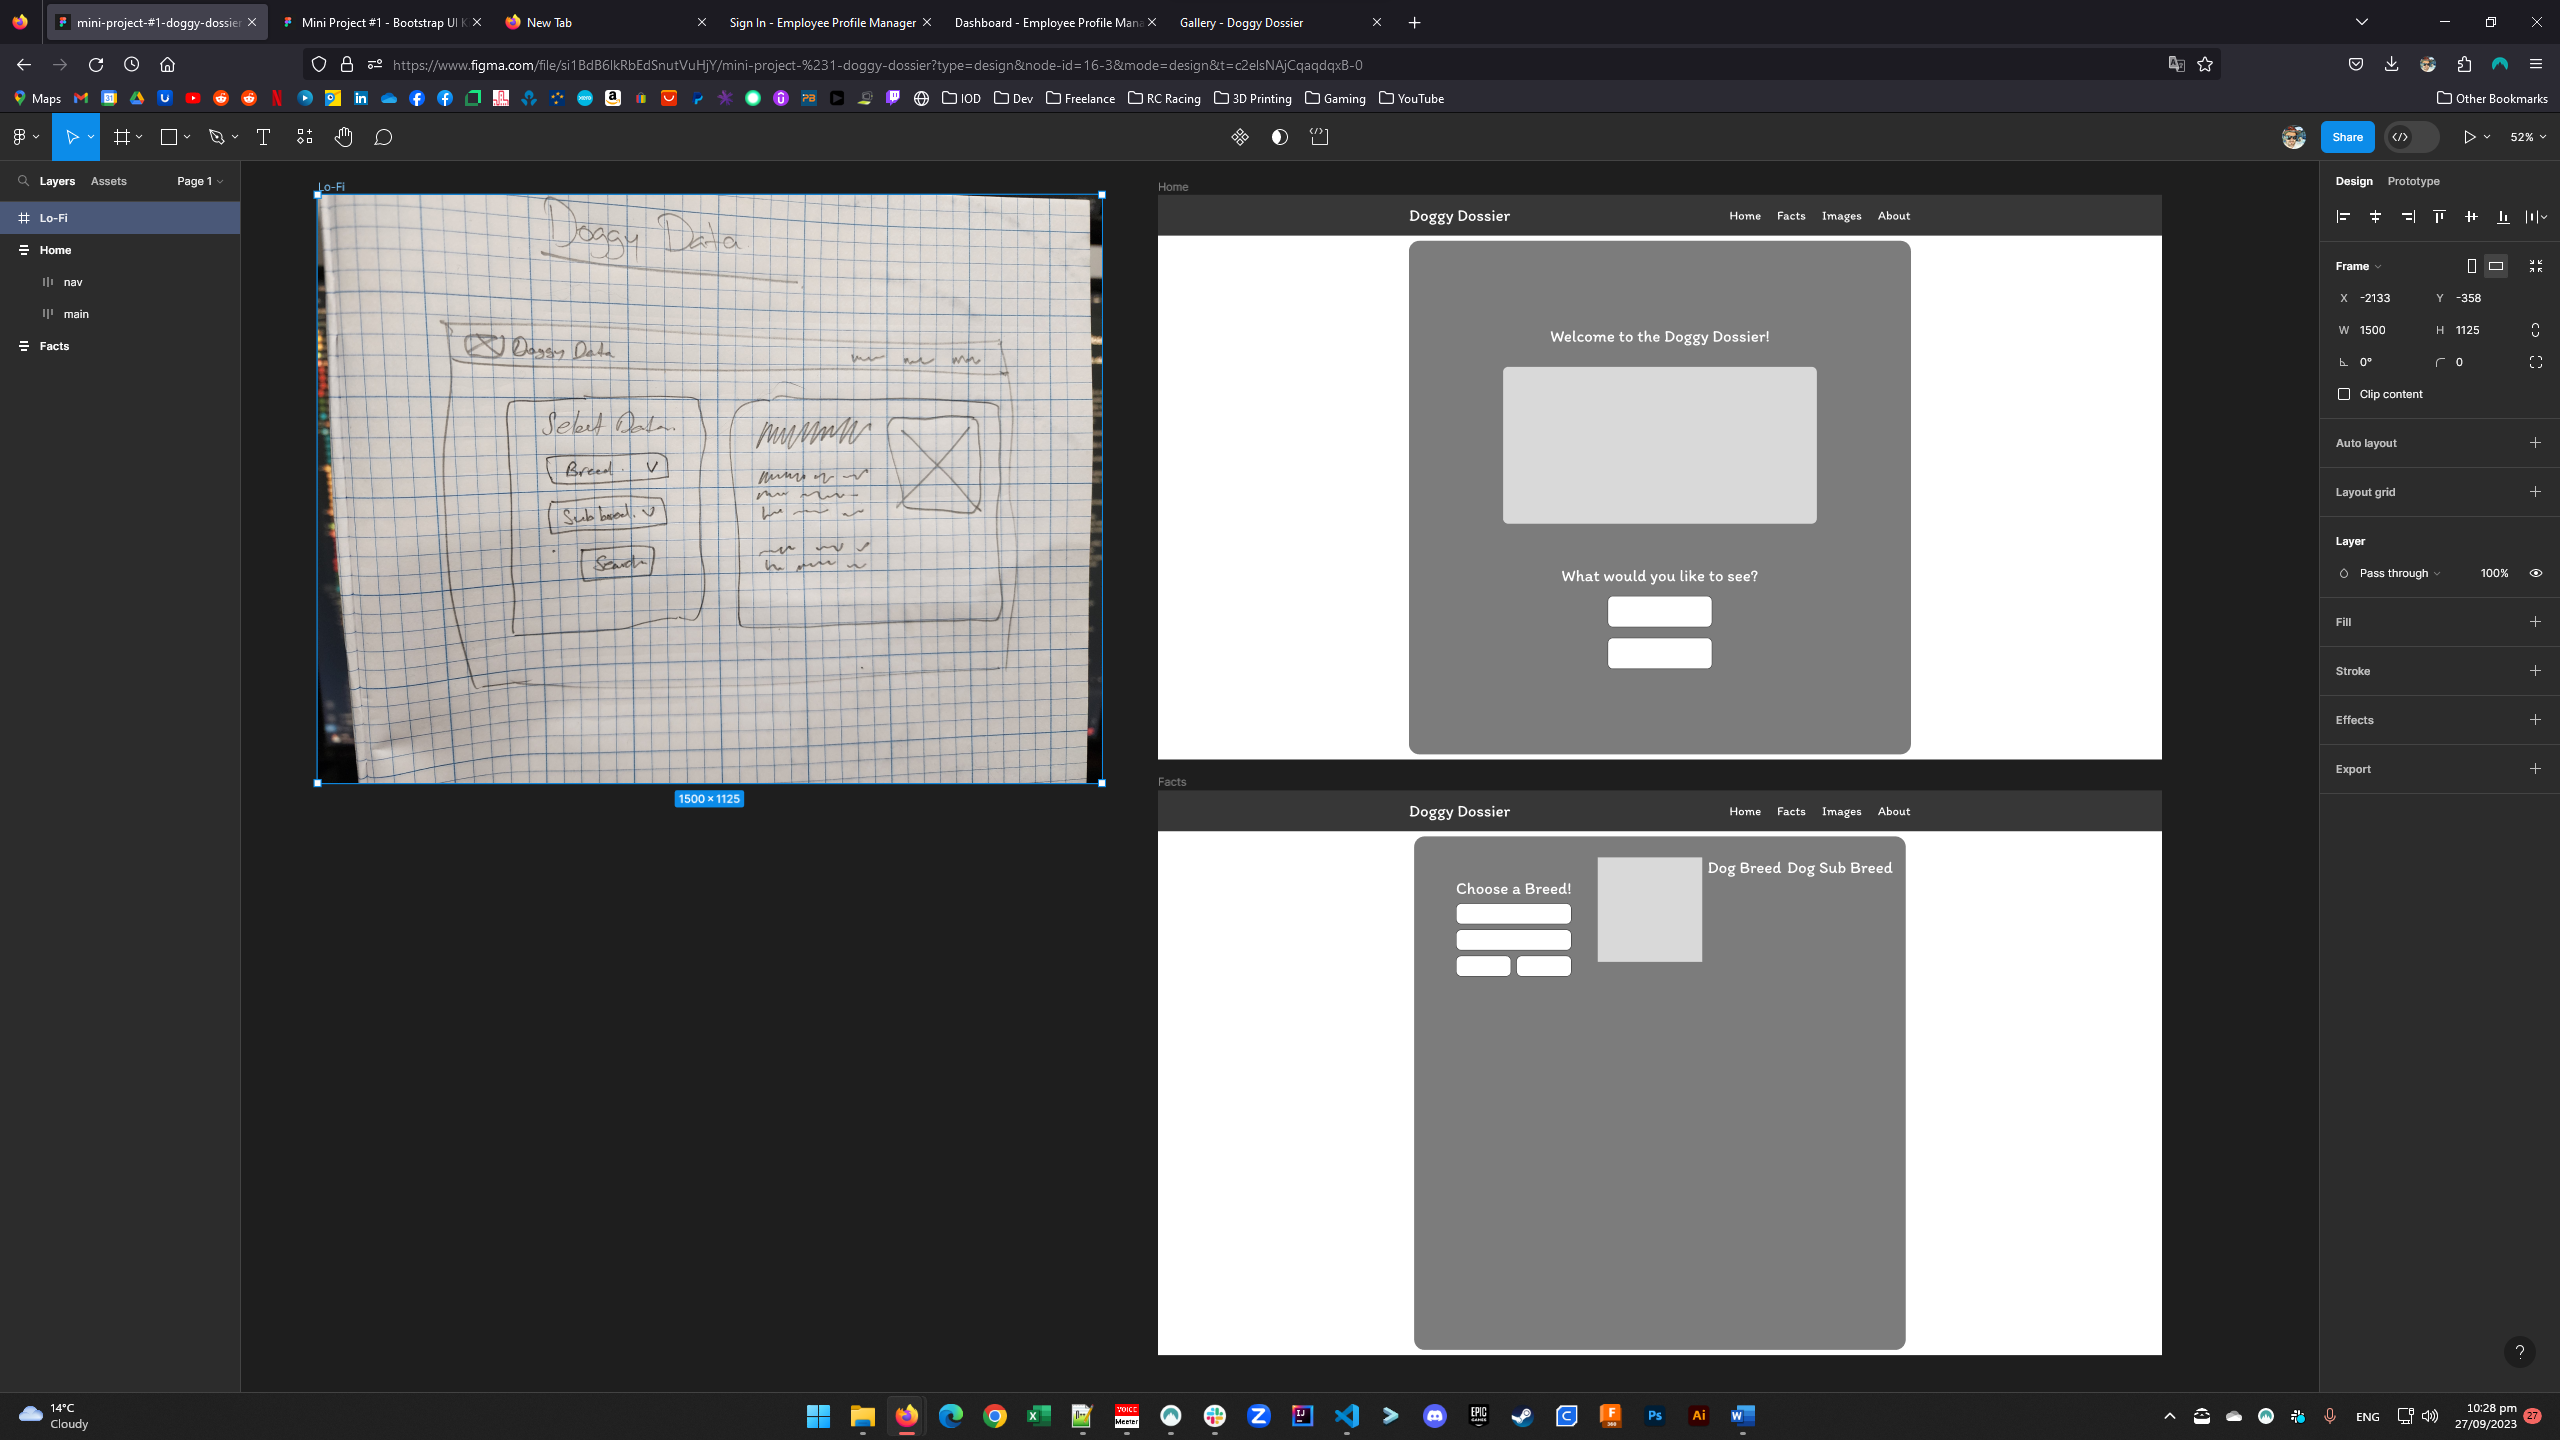 mini-project-#1-doggy-dossier
Mini Project #1 - Bootstrap UI K
New Tab
Sign In - Employee Profile Manager
Dashboard - Employee Profile Mana
Gallery - Doggy Dossier
https://www.figma.com/file/si1BdB6lkRbEdSnutVuHjY/mini-project-%231-doggy-dossier?type=design&node-id=16-3&mode=design&t=c2elsNAjCqaqdqxB-0
Maps
IOD
Dev
Freelance
RC Racing
3D Printing
Gaming
YouTube
Other Bookmarks
Share
52%
Layers
Assets
Page 1
Lo-Fi
Home
nav
main
Facts
Lo-Fi
Doggy Data
Doggy Data
Select Data
Breed
Sub breed
Search
1500 × 1125
Home
Doggy Dossier
Home Facts Images About
Welcome to the Doggy Dossier!
What would you like to see?
Facts
Doggy Dossier
Home Facts Images About
Choose a Breed!
Dog Breed Dog Sub Breed
Design
Prototype
Frame
X -2133 Y -358
W 1500 H 1125
0° 0
Clip content
Auto layout
Layout grid
Layer
Pass through 100%
Fill
Stroke
Effects
Export
?
14°C
Cloudy
VOICE
Meeter
EPIC
GAMES
Ps
Ai
ENG
10:28 pm
27/09/2023
27